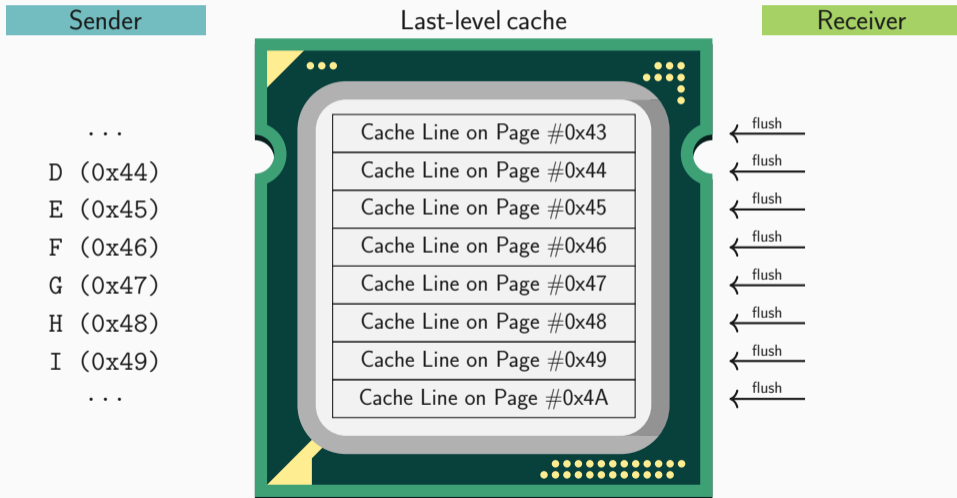 Sender
Last-level cache
Receiver
...
D (0x44)
E (0x45)
F (0x46)
G (0x47)
H (0x48)
I (0x49)
...
Cache Line on Page #0x43
Cache Line on Page #0x44
Cache Line on Page #0x45
Cache Line on Page #0x46
Cache Line on Page #0x47
Cache Line on Page #0x48
Cache Line on Page #0x49
Cache Line on Page #0x4A
flush
flush
flush
flush
flush
flush
flush
flush